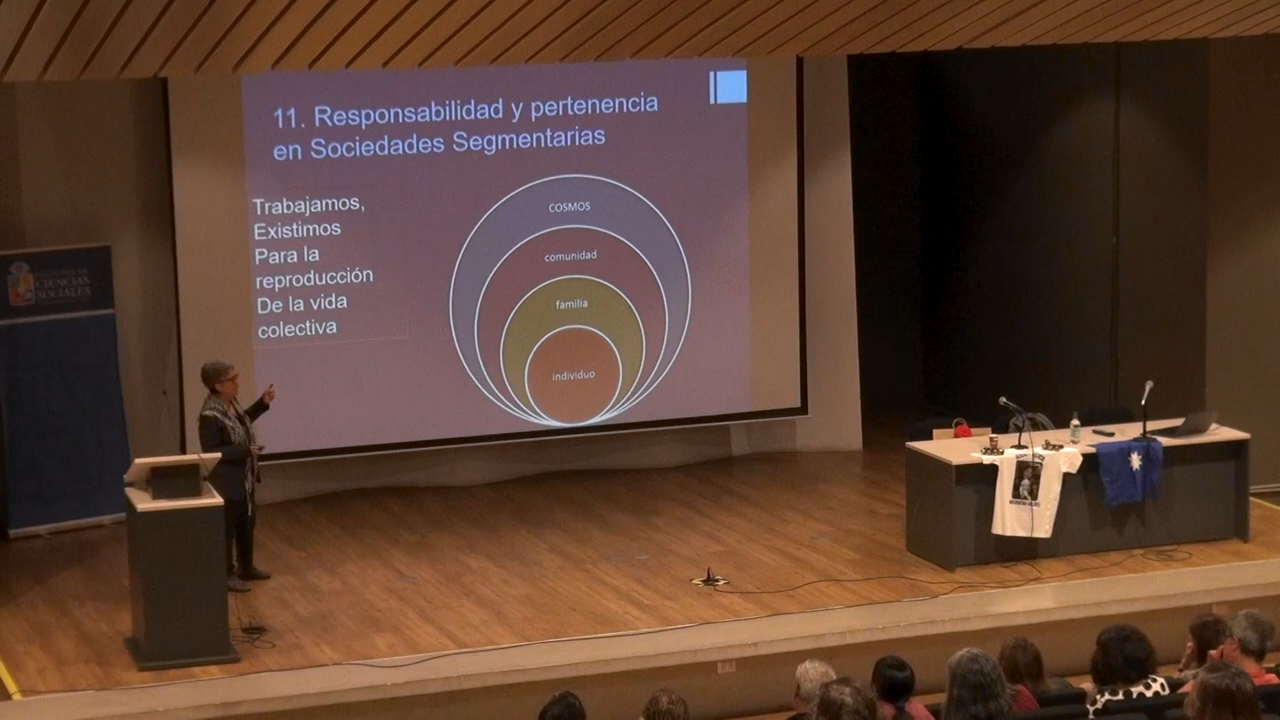 11. Responsabilidad y pertenencia
en Sociedades Segmentarias
Trabajamos,
Existimos
Para la
reproducción
De la vida
colectiva
COSMOS
comunidad
familia
individuo
CIENCIAS
SOCIALES